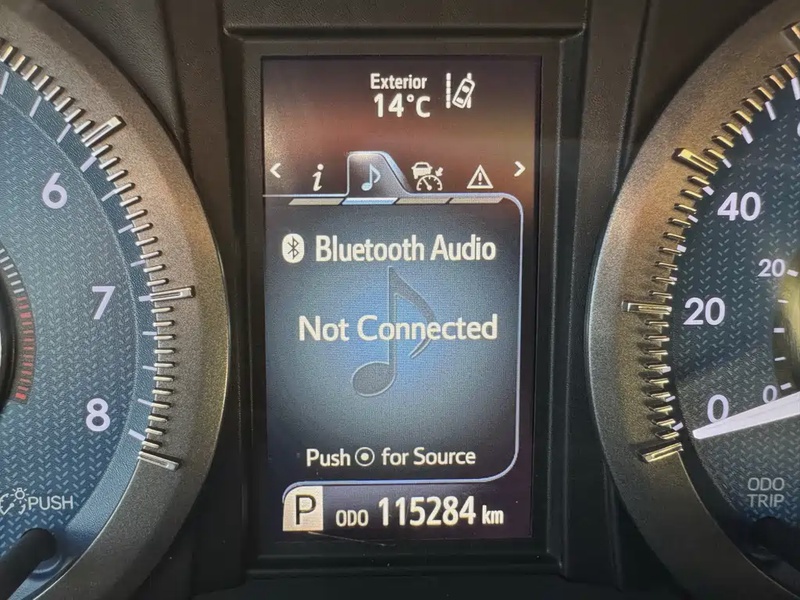 Exterior
14°C
i
Bluetooth Audio
Not Connected
Push ⊙ for Source
P ODO 115284 km
6
7
8
PUSH
40
20
0
20
0
ODO
TRIP